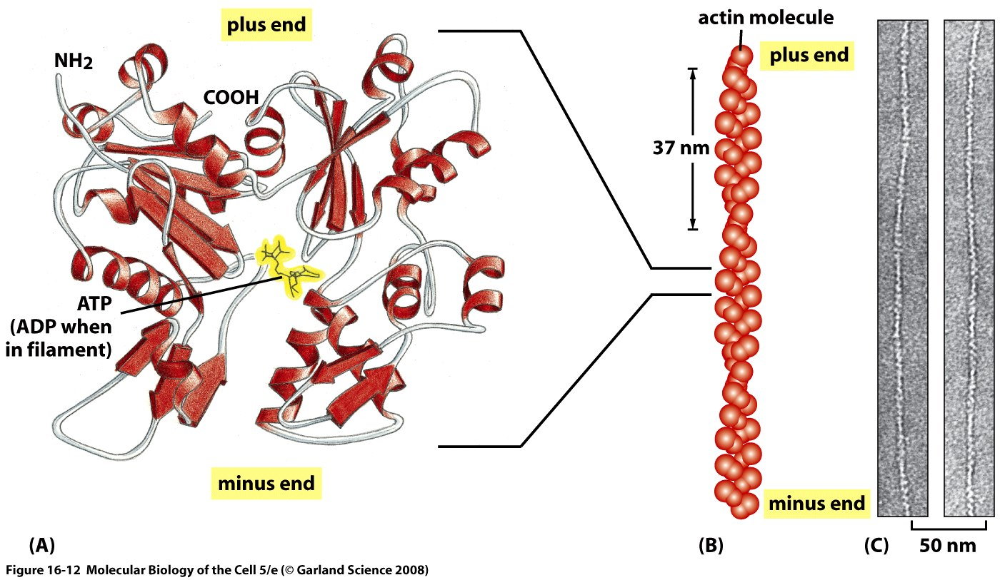 plus end
NH2
COOH
ATP
(ADP when
in filament)
minus end
(A)
actin molecule
plus end
37 nm
minus end
(B)
(C)
50 nm
Figure 16-12 Molecular Biology of the Cell 5/e (© Garland Science 2008)